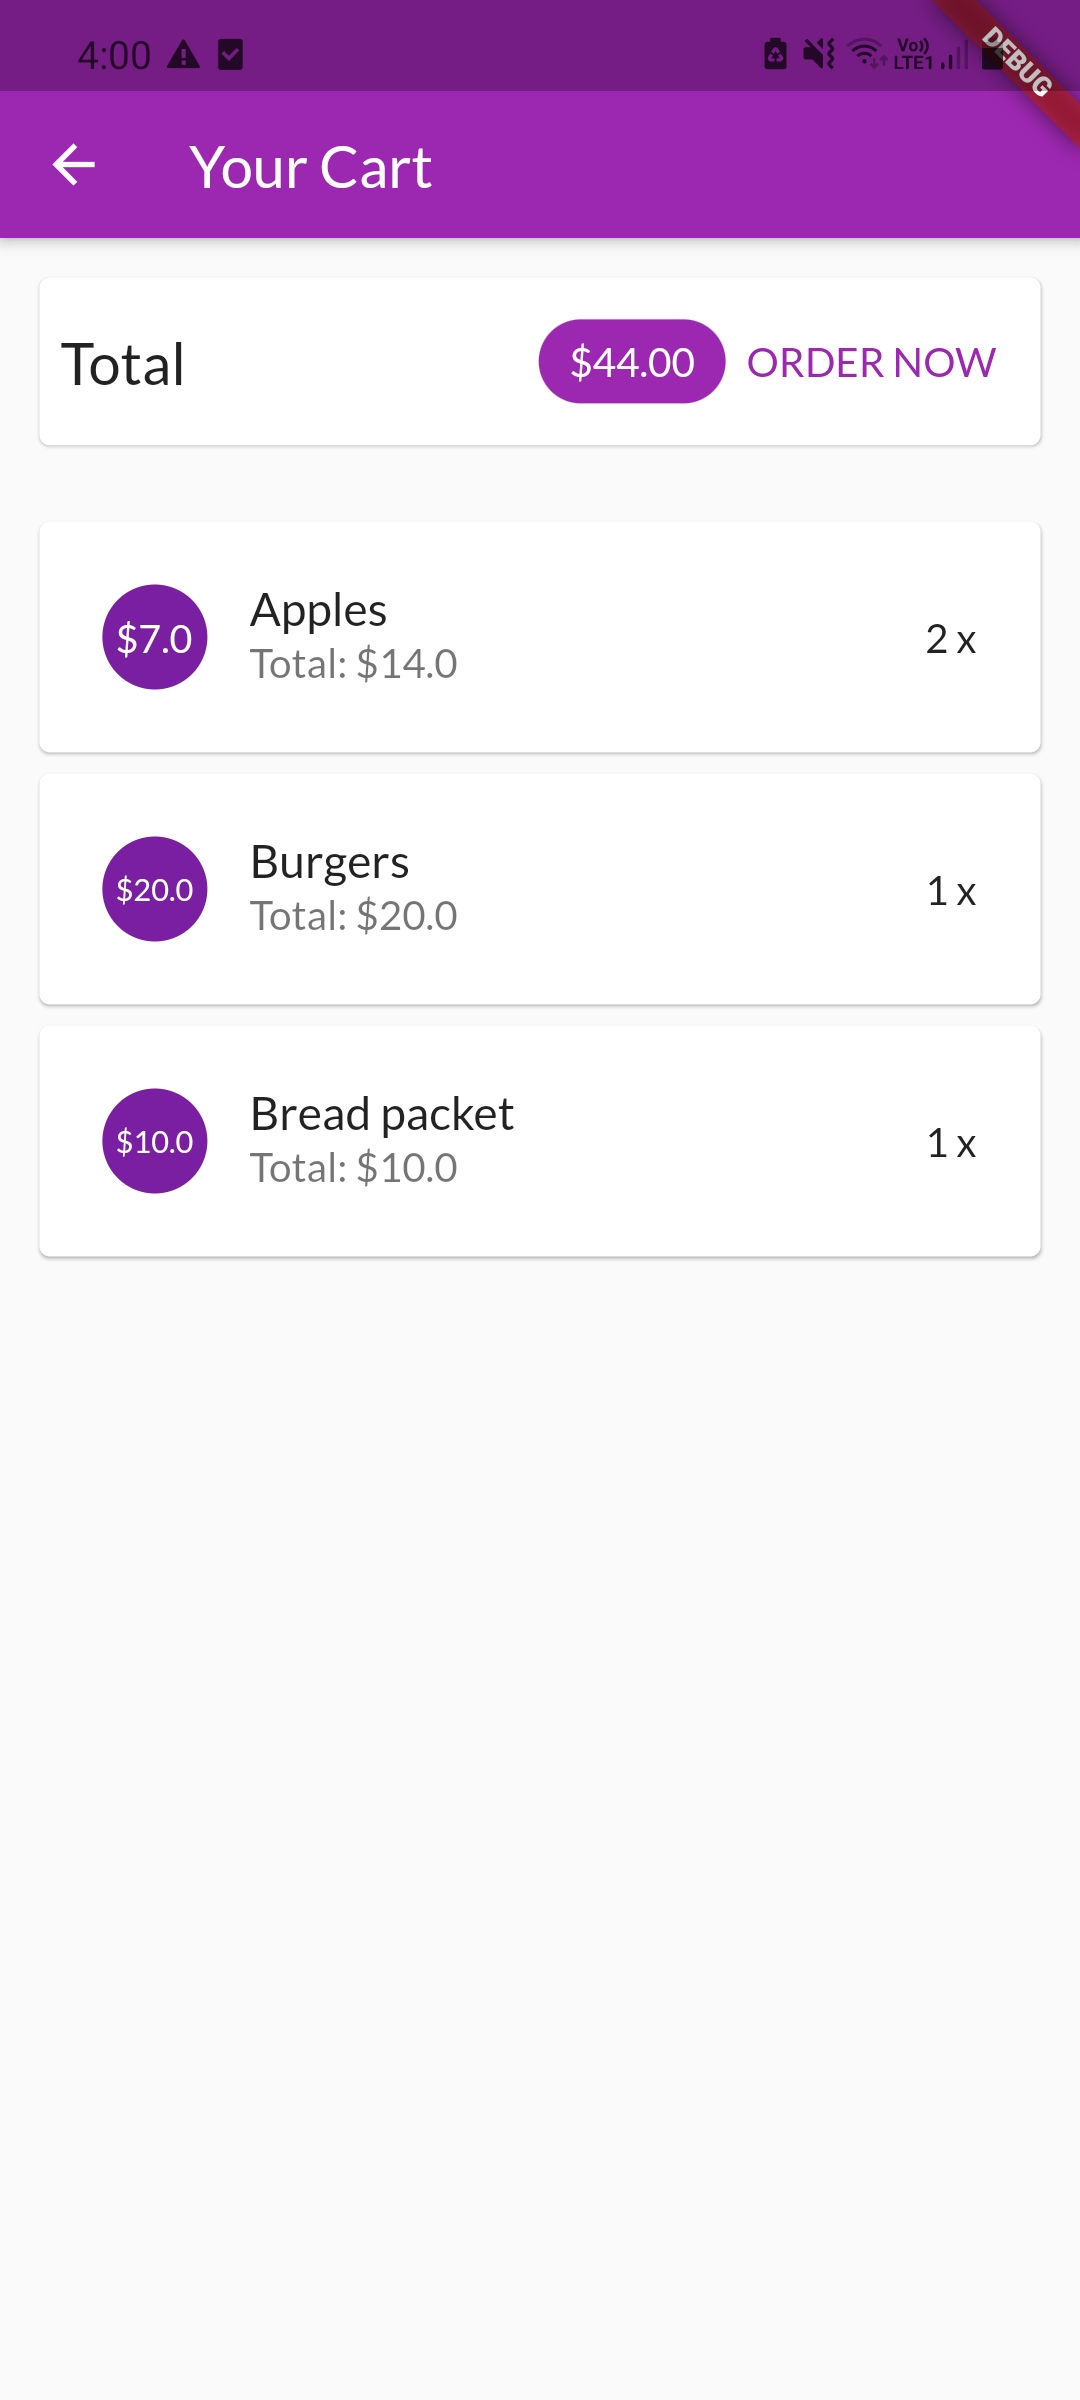 4:00
Vo)) LTE1
DEBUG
Your Cart
Total $44.00 ORDER NOW
$7.0 Apples 2 x
Total: $14.0
$20.0 Burgers 1 x
Total: $20.0
$10.0 Bread packet 1 x
Total: $10.0